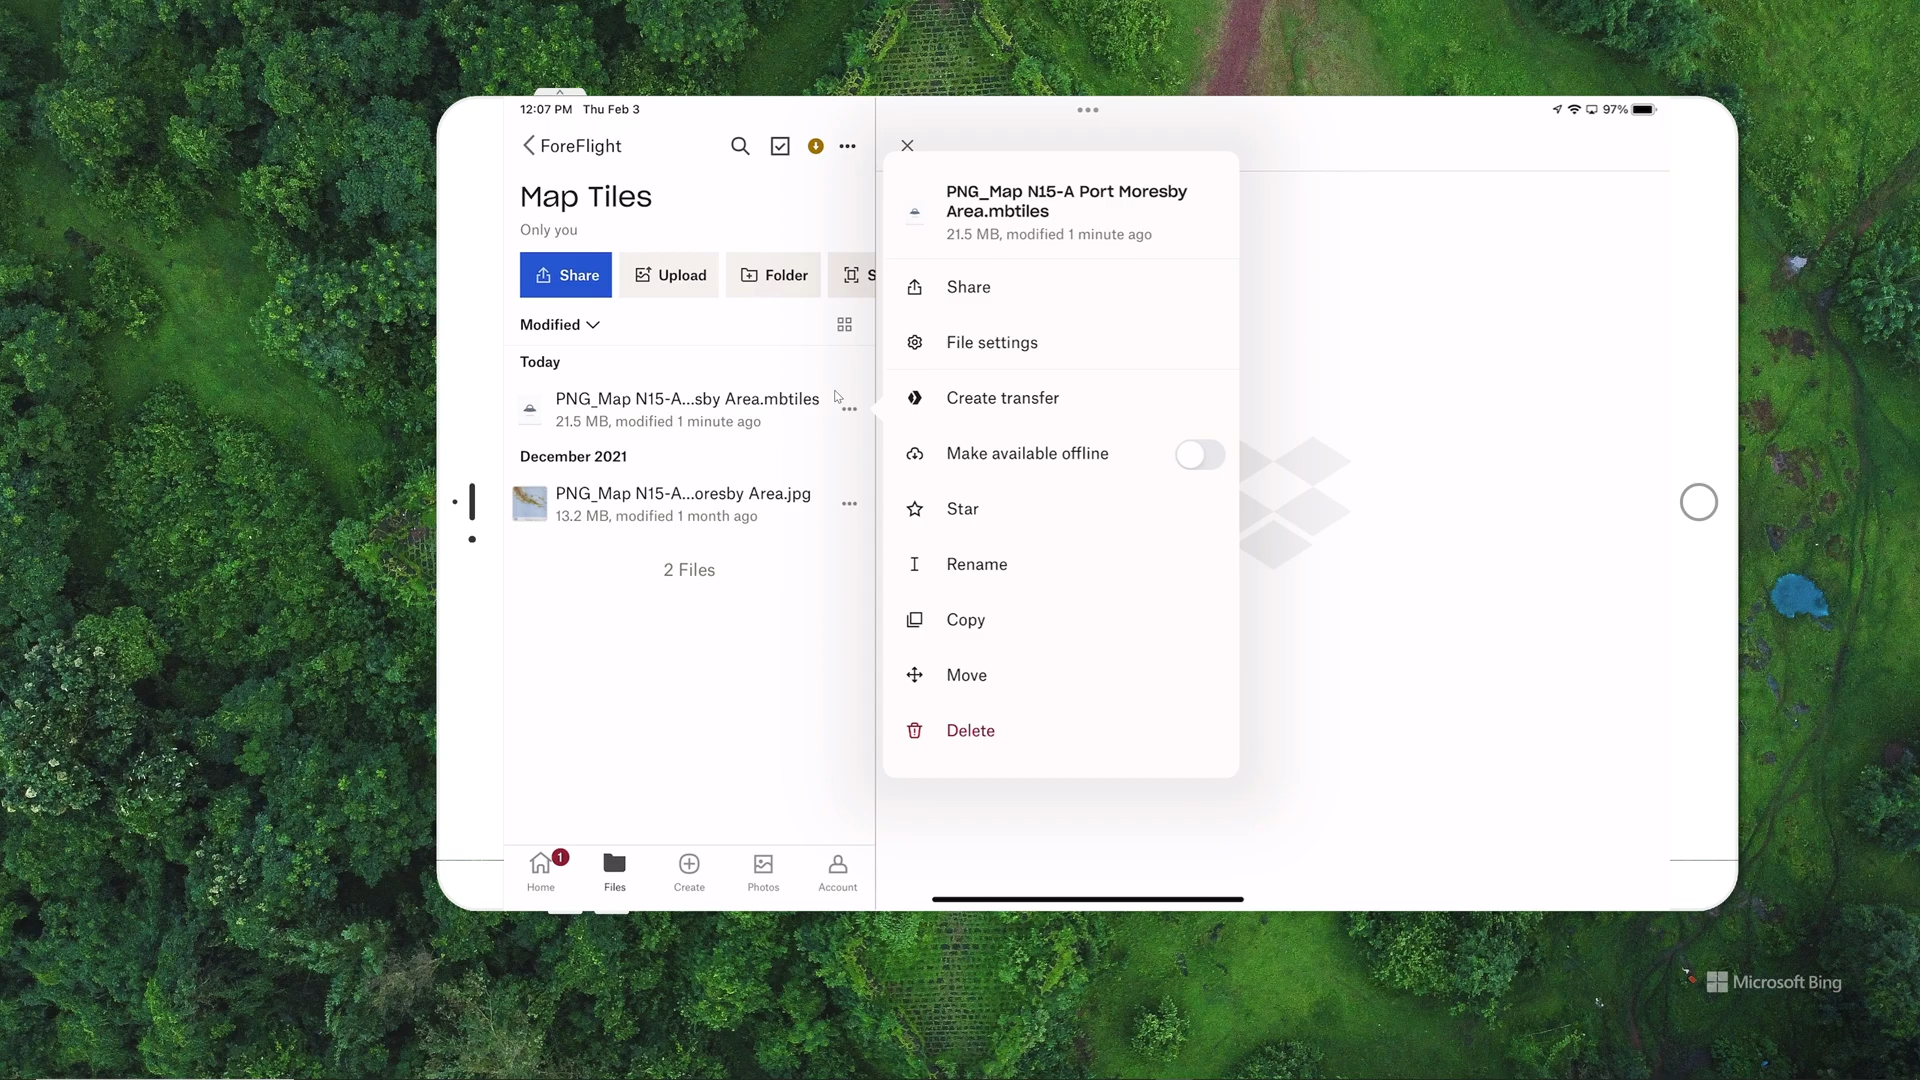 12:07 PM Thu Feb 3
97%
ForeFlight
Map Tiles
Only you
Share
Upload
Folder
S
Modified
Today
PNG_Map N15-A...sby Area.mbtiles
21.5 MB, modified 1 minute ago
December 2021
PNG_Map N15-A...oresby Area.jpg
13.2 MB, modified 1 month ago
2 Files
1
Home
Files
Create
Photos
Account
PNG_Map N15-A Port Moresby
Area.mbtiles
21.5 MB, modified 1 minute ago
Share
File settings
Create transfer
Make available offline
Star
Rename
Copy
Move
Delete
Microsoft Bing